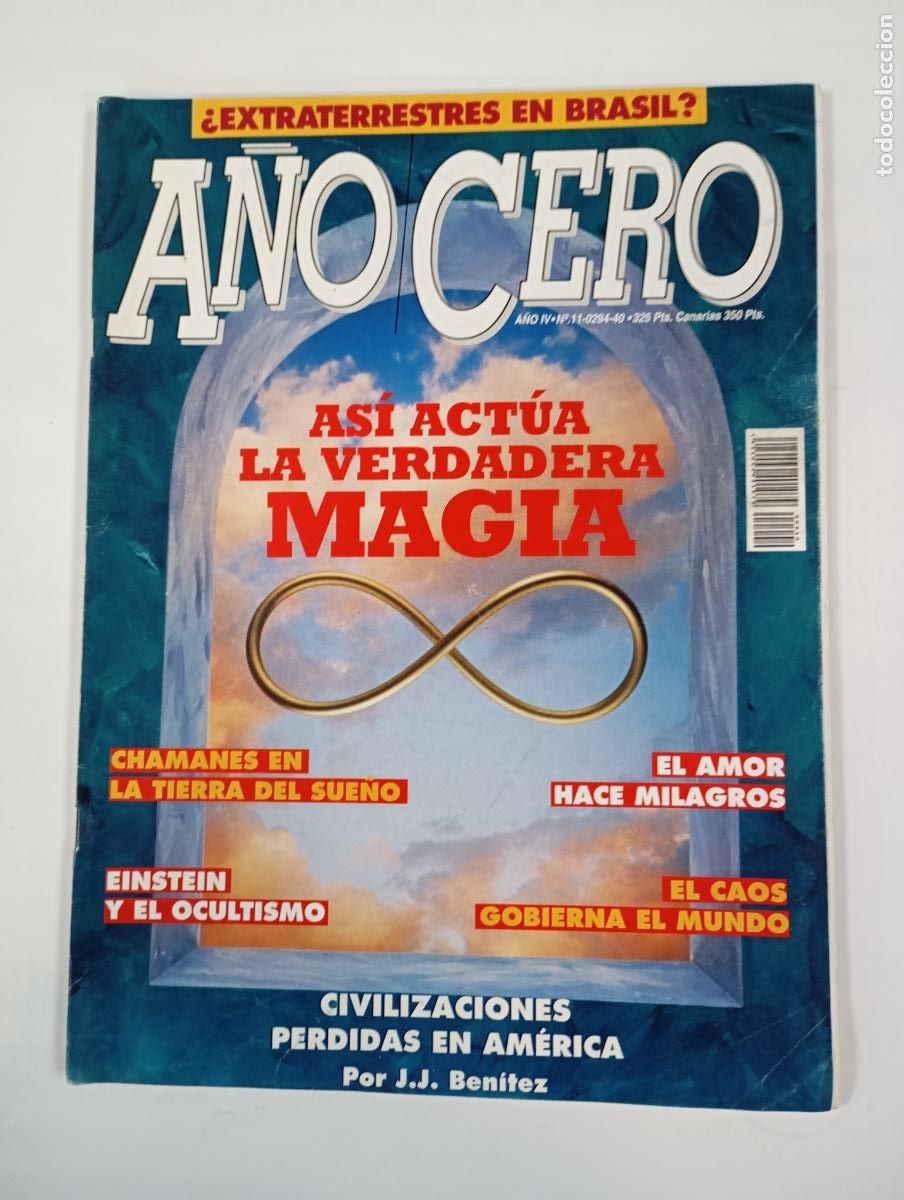 ¿EXTRATERRESTRES EN BRASIL?
AÑO CERO
AÑO IV•Nº.11-0294-40 •325 Pts. Canarias 350 Pts.
ASÍ ACTÚA
LA VERDADERA
MAGIA
CHAMANES EN
LA TIERRA DEL SUEÑO
EL AMOR
HACE MILAGROS
EINSTEIN
Y EL OCULTISMO
EL CAOS
GOBIERNA EL MUNDO
CIVILIZACIONES
PERDIDAS EN AMÉRICA
Por J.J. Benítez
todocoleccion